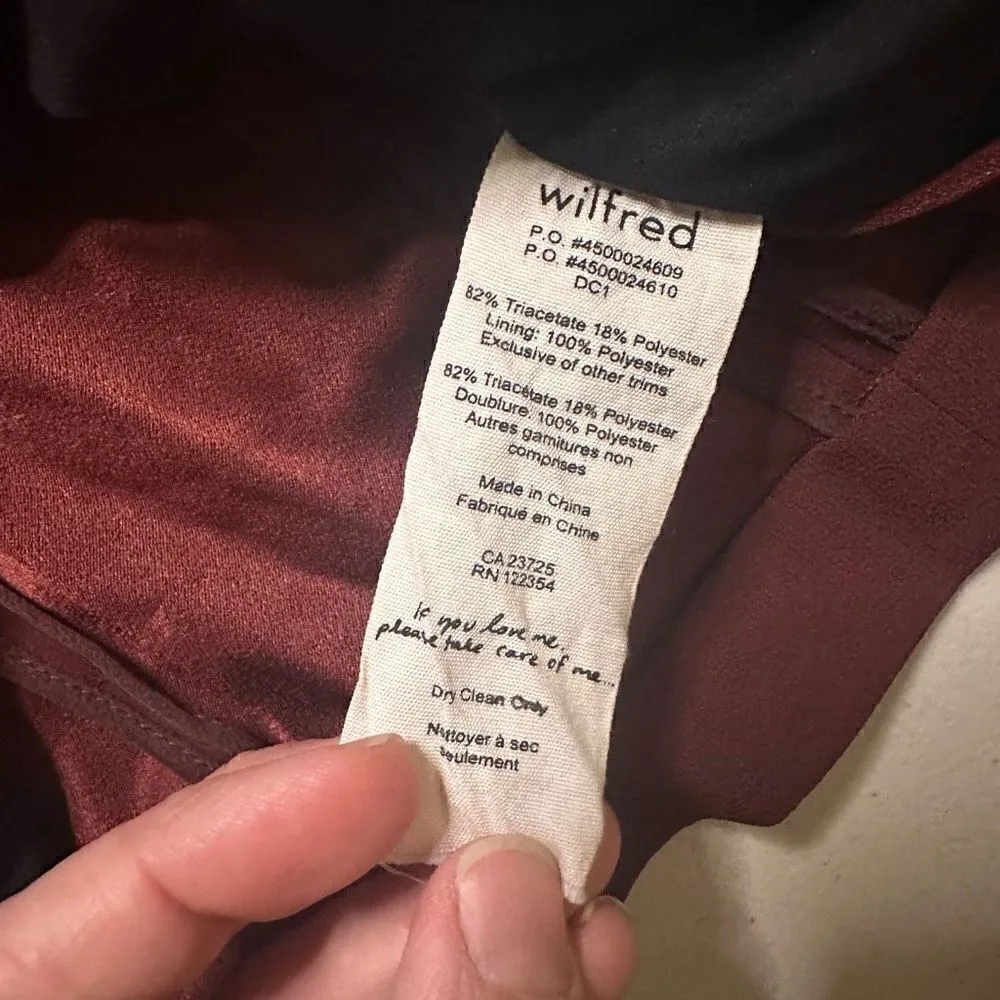 wilfred
P.O. #4500024609
P.O. #4500024610
DC1
82% Triacetate 18% Polyester
Lining: 100% Polyester
Exclusive of other trims
82% Triacétate 18% Polyester
Doublure: 100% Polyester
Autres garnitures non
comprises
Made in China
Fabriqué en Chine
CA 23725
RN 122354
If you love me,
please take care of me...
Dry Clean Only
Nettoyer à sec
seulement